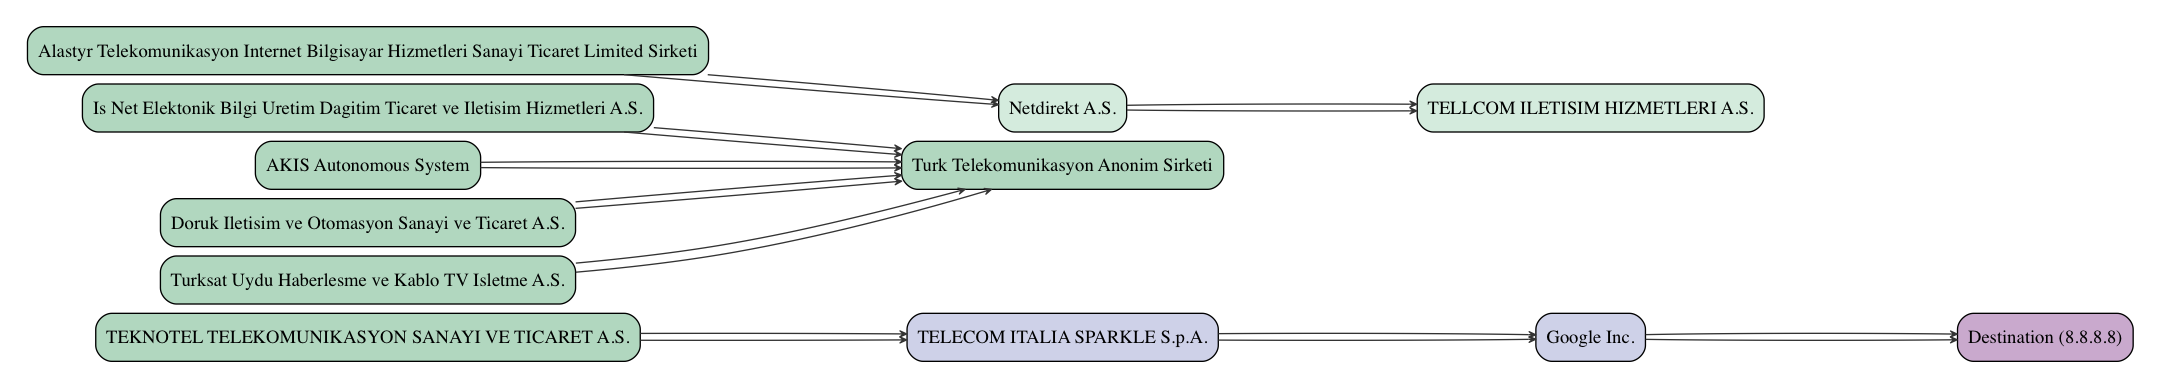 Alastyr Telekomunikasyon Internet Bilgisayar Hizmetleri Sanayi Ticaret Limited Sirketi
Is Net Elektonik Bilgi Uretim Dagitim Ticaret ve Iletisim Hizmetleri A.S.
Netdirekt A.S.
TELLCOM ILETISIM HIZMETLERI A.S.
AKIS Autonomous System
Turk Telekomunikasyon Anonim Sirketi
Doruk Iletisim ve Otomasyon Sanayi ve Ticaret A.S.
Turksat Uydu Haberlesme ve Kablo TV Isletme A.S.
TEKNOTEL TELEKOMUNIKASYON SANAYI VE TICARET A.S.
TELECOM ITALIA SPARKLE S.p.A.
Google Inc.
Destination (8.8.8.8)